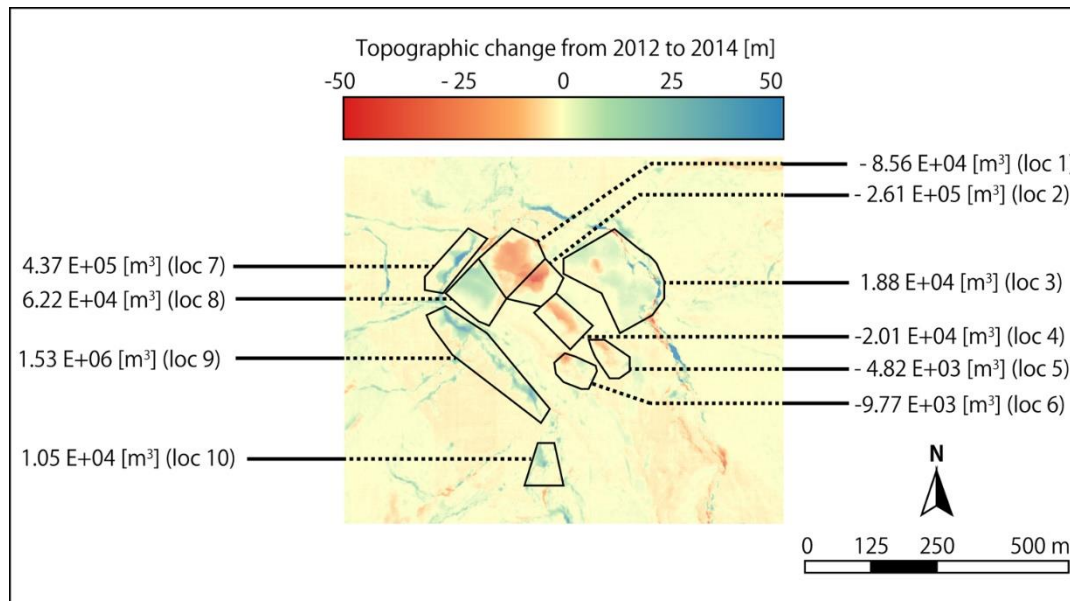 Topographic change from 2012 to 2014 [m]
-50 - 25 0 25 50
- 8.56 E+04 [m³] (loc 1)
- 2.61 E+05 [m³] (loc 2)
4.37 E+05 [m³] (loc 7)
1.88 E+04 [m³] (loc 3)
6.22 E+04 [m³] (loc 8)
-2.01 E+04 [m³] (loc 4)
1.53 E+06 [m³] (loc 9)
- 4.82 E+03 [m³] (loc 5)
-9.77 E+03 [m³] (loc 6)
1.05 E+04 [m³] (loc 10)
N
0 125 250 500 m